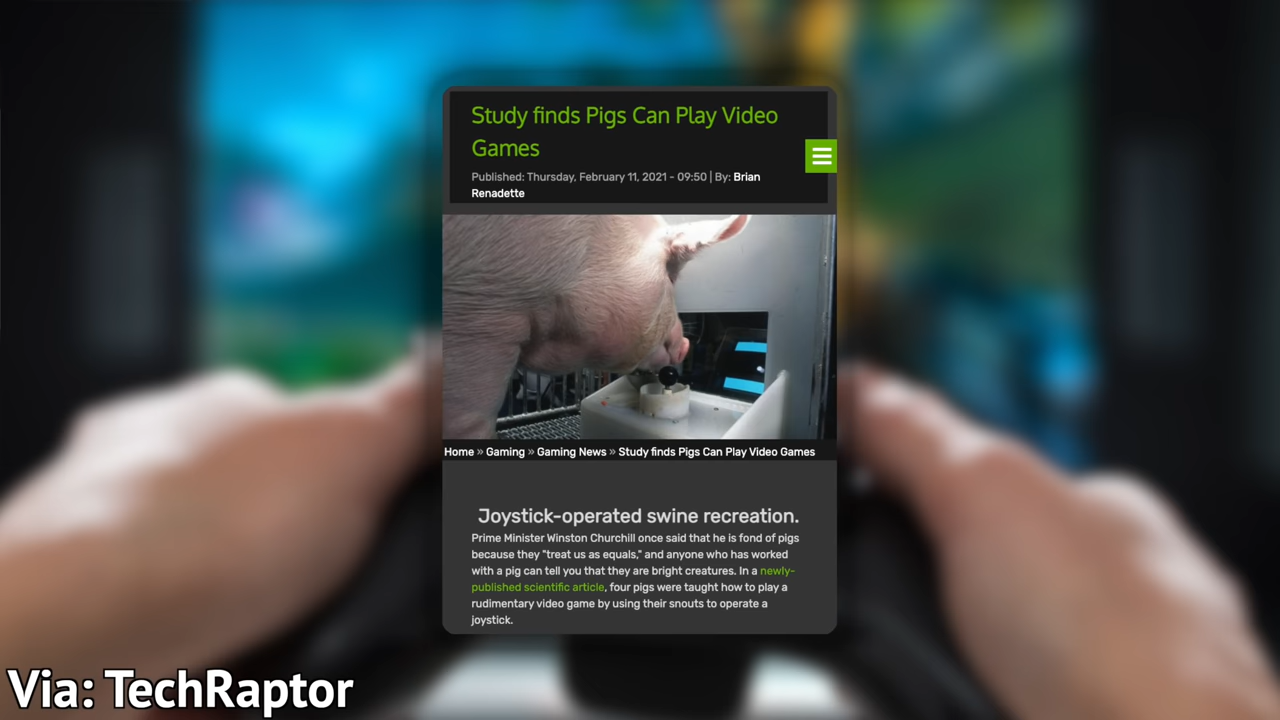 Study finds Pigs Can Play Video
Games
Published: Thursday, February 11, 2021 - 09:50 | By: Brian
Renadette
Home » Gaming » Gaming News » Study finds Pigs Can Play Video Games
Joystick-operated swine recreation.
Prime Minister Winston Churchill once said that he is fond of pigs
because they "treat us as equals," and anyone who has worked
with a pig can tell you that they are bright creatures. In a newly-
published scientific article, four pigs were taught how to play a
rudimentary video game by using their snouts to operate a
joystick.
Via: TechRaptor